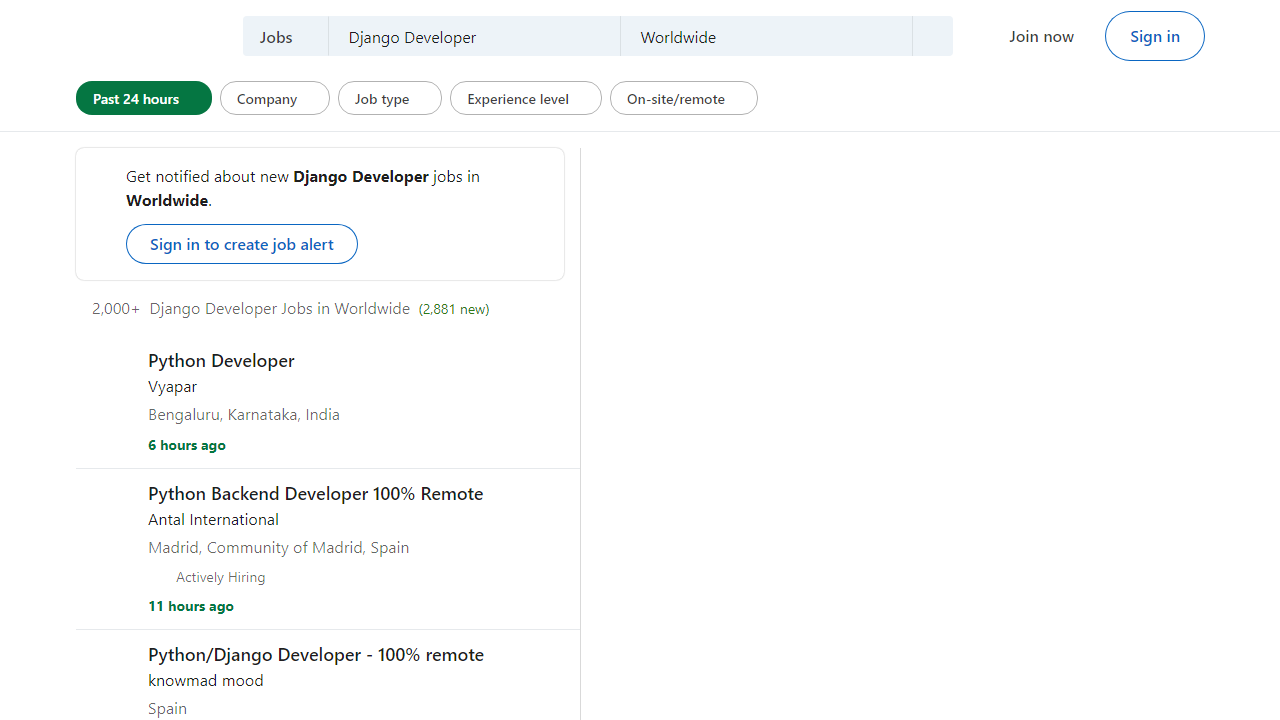 Jobs Django Developer Worldwide Join now Sign in
Past 24 hours Company Job type Experience level On-site/remote
Get notified about new Django Developer jobs in
Worldwide.
Sign in to create job alert
2,000+ Django Developer Jobs in Worldwide (2,881 new)
Python Developer
Vyapar
Bengaluru, Karnataka, India
6 hours ago
Python Backend Developer 100% Remote
Antal International
Madrid, Community of Madrid, Spain
Actively Hiring
11 hours ago
Python/Django Developer - 100% remote
knowmad mood
Spain